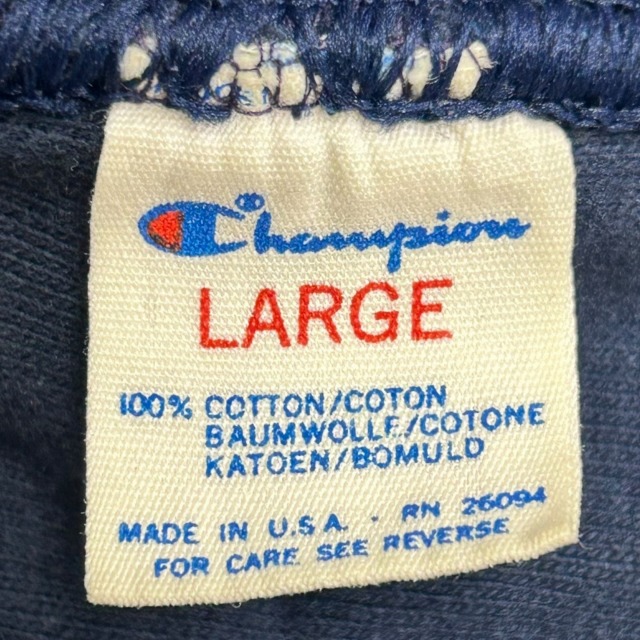 Champion®
LARGE
100% COTTON/COTON
BAUMWOLLE/COTONE
KATOEN/BOMULD
MADE IN U.S.A. · RN 26094
FOR CARE SEE REVERSE